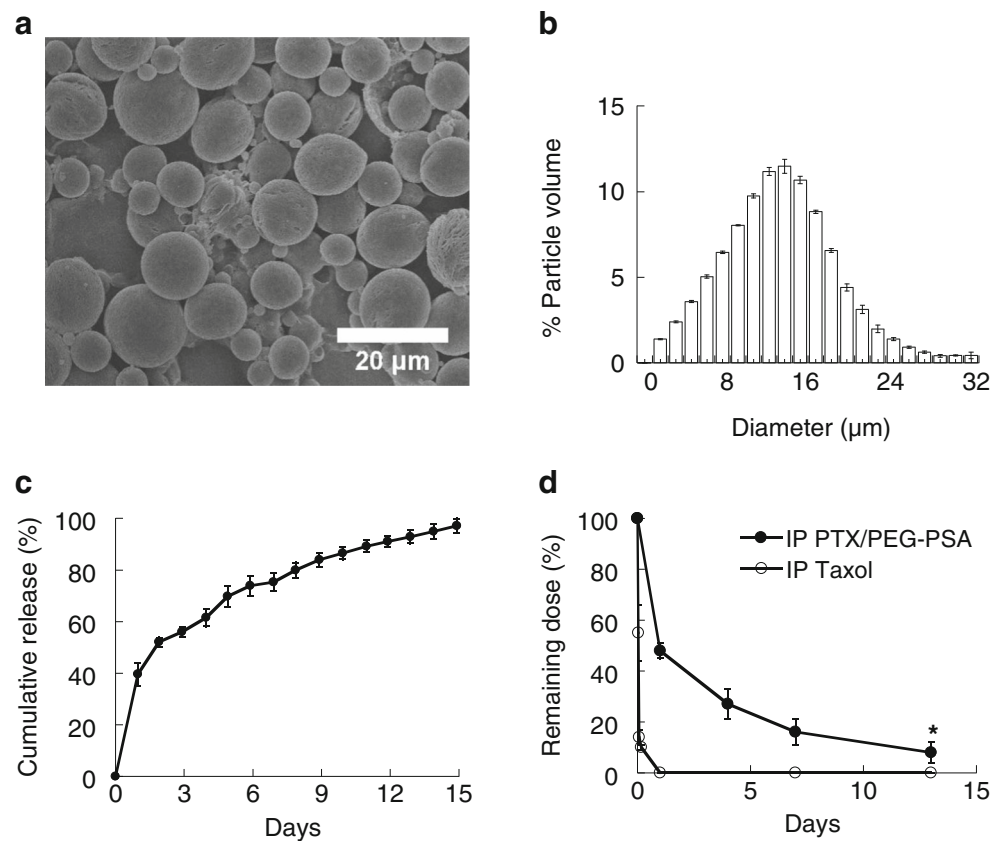 a
20 µm
b
% Particle volume
15
10
5
0
0 8 16 24 32
Diameter (µm)
c
Cumulative release (%)
100
80
60
40
20
0
0 3 6 9 12 15
Days
d
Remaining dose (%)
100
80
60
40
20
0
IP PTX/PEG-PSA
IP Taxol
*
0 5 10 15
Days